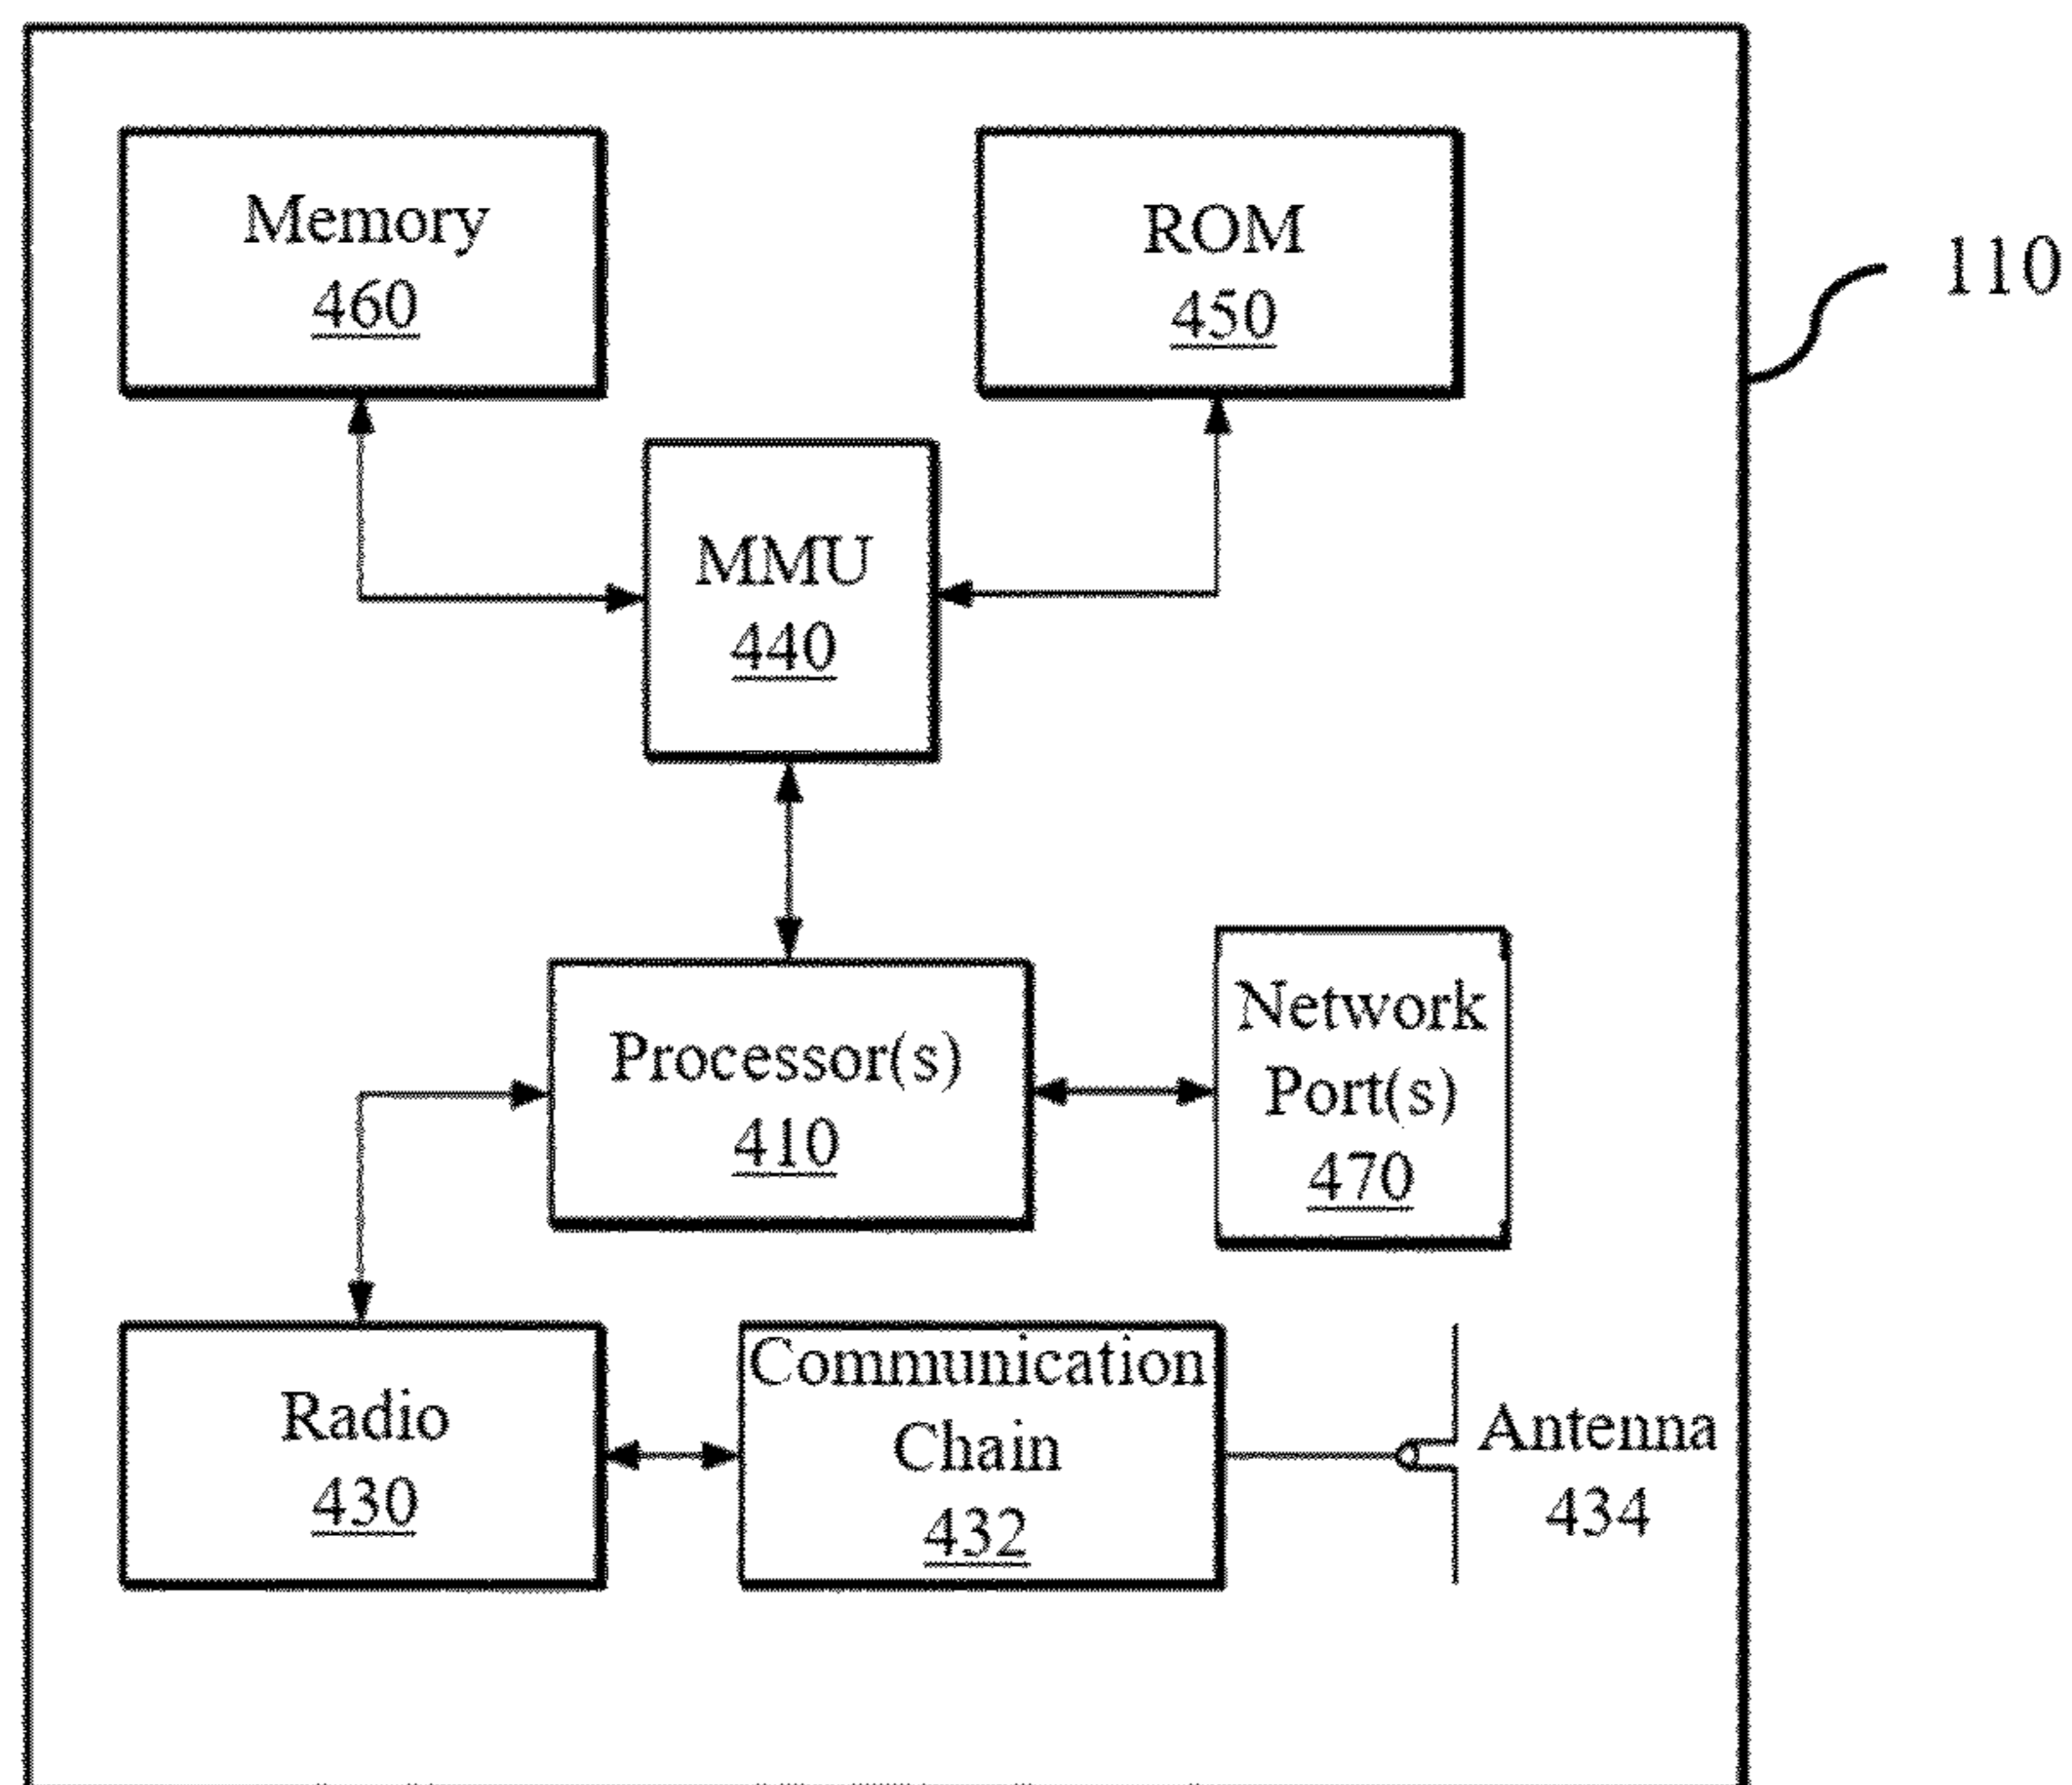 Memory
460
ROM
450
110
MMU
440
Processor(s)
410
Network
Port(s)
470
Radio
430
Communication
Chain
432
Antenna
434